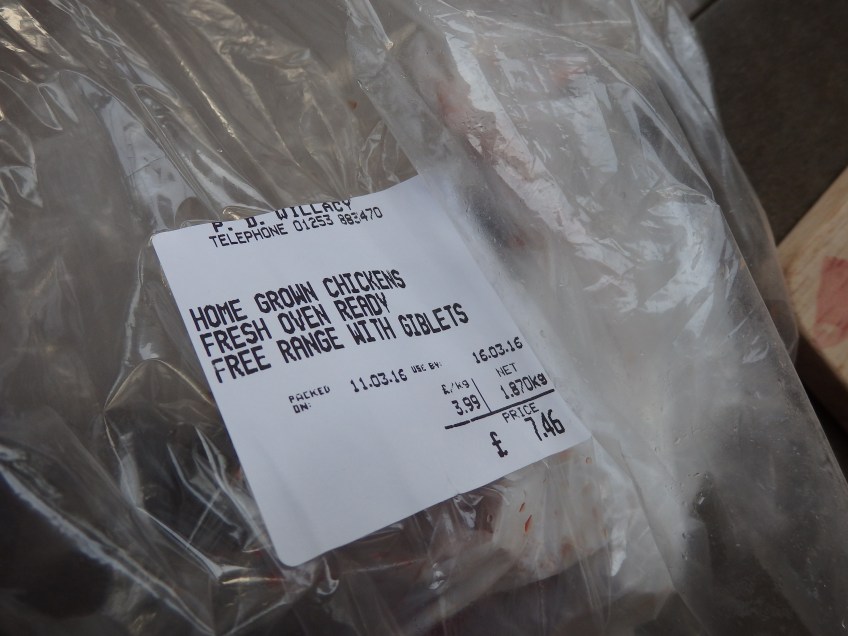 P. D. WILLACY
TELEPHONE 01253 883470
HOME GROWN CHICKENS
FRESH OVEN READY
FREE RANGE WITH GIBLETS
PACKED ON: 11.03.16 USE BY: 16.03.16
£/kg NET
3.99 1.870kg
PRICE
£ 7.46